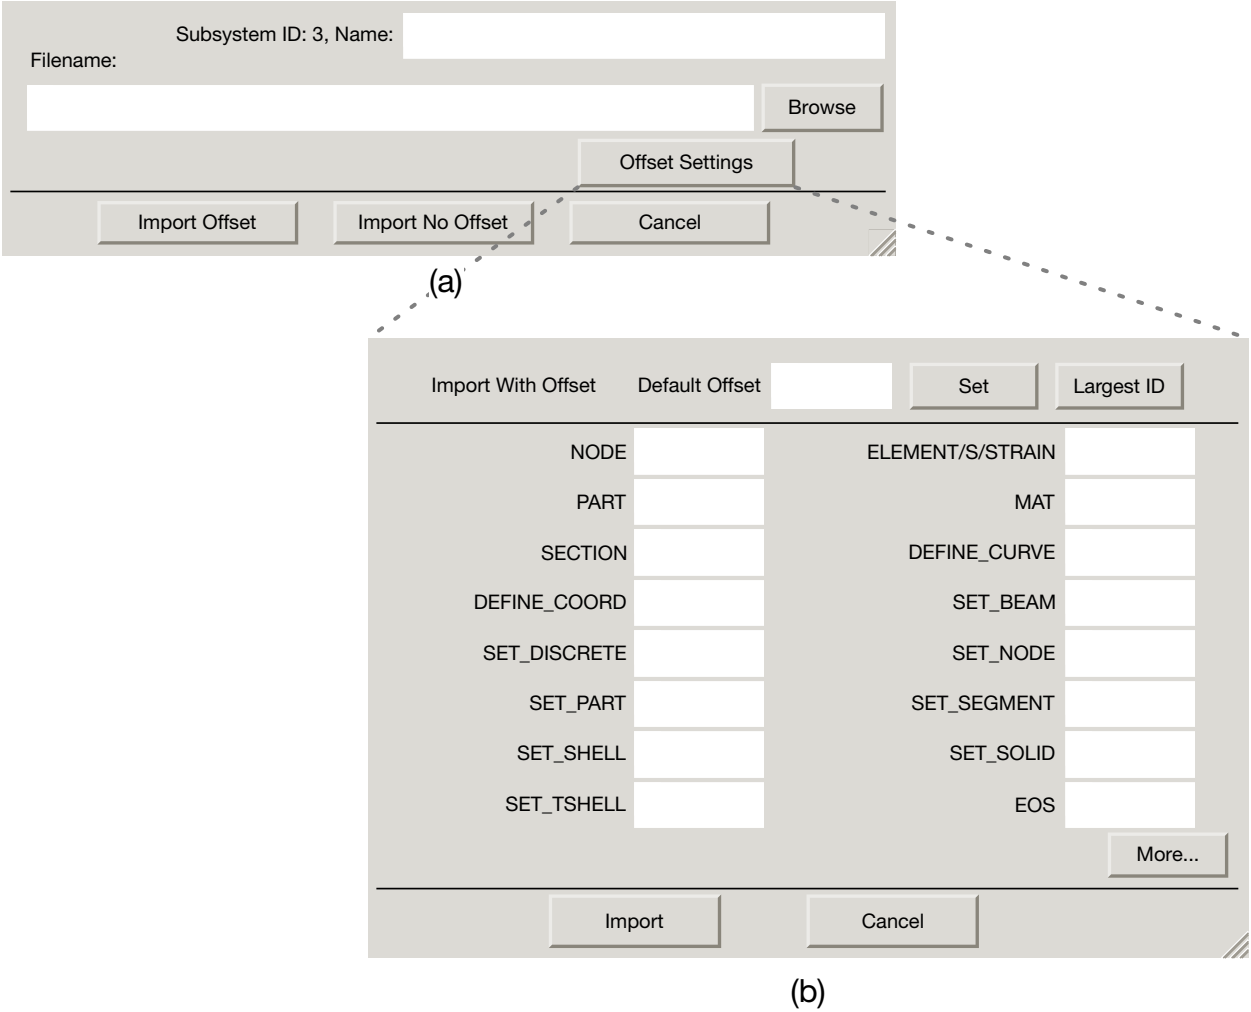 Subsystem ID: 3, Name:
Filename:
Browse
Offset Settings
Import Offset Import No Offset Cancel
(a)
Import With Offset Default Offset Set Largest ID
NODE ELEMENT/S/STRAIN
PART MAT
SECTION DEFINE_CURVE
DEFINE_COORD SET_BEAM
SET_DISCRETE SET_NODE
SET_PART SET_SEGMENT
SET_SHELL SET_SOLID
SET_TSHELL EOS
More...
Import Cancel
(b)